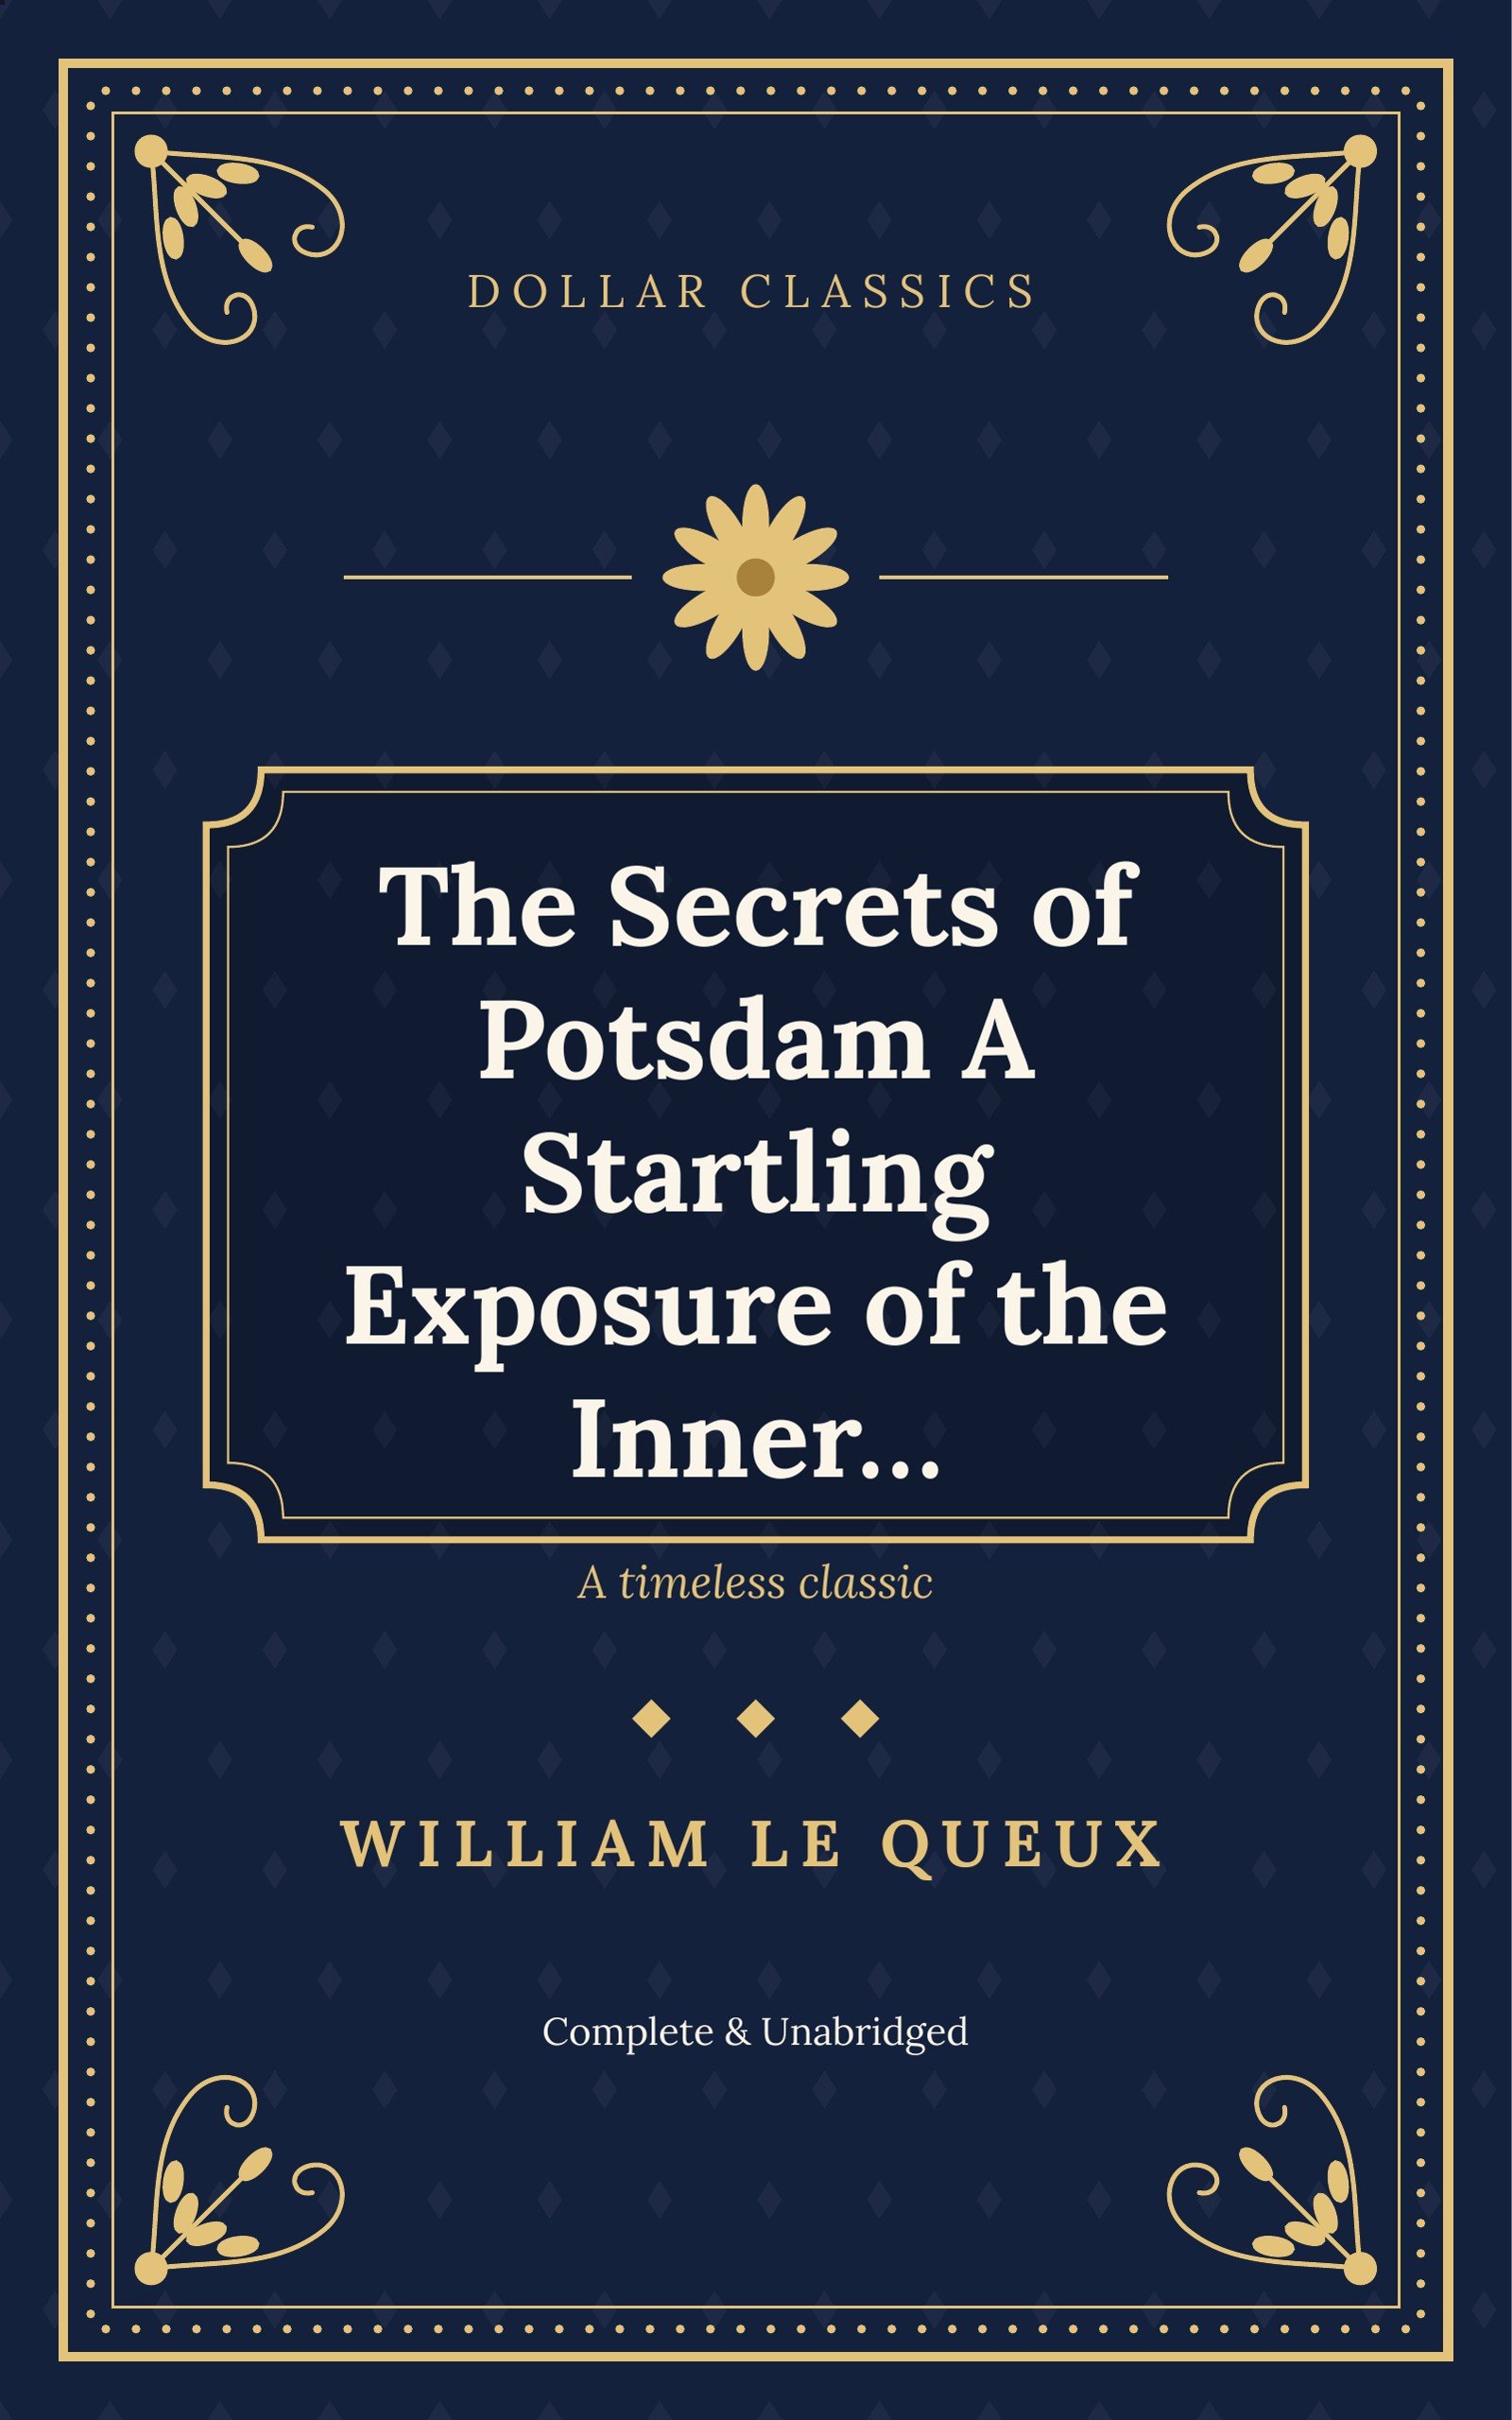 DOLLAR CLASSICS
The Secrets of
Potsdam A
Startling
Exposure of the
Inner...
A timeless classic
WILLIAM LE QUEUX
Complete & Unabridged